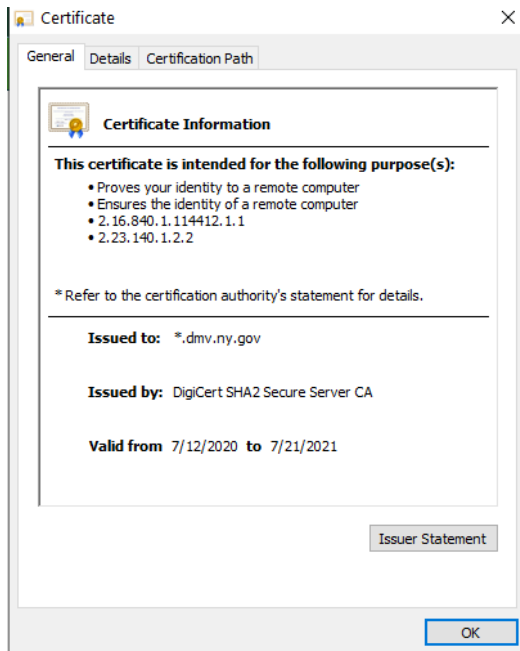 Certificate
General Details Certification Path
Certificate Information
This certificate is intended for the following purpose(s):
• Proves your identity to a remote computer
• Ensures the identity of a remote computer
• 2.16.840.1.114412.1.1
• 2.23.140.1.2.2
* Refer to the certification authority's statement for details.
Issued to: *.dmv.ny.gov
Issued by: DigiCert SHA2 Secure Server CA
Valid from 7/12/2020 to 7/21/2021
Issuer Statement
OK